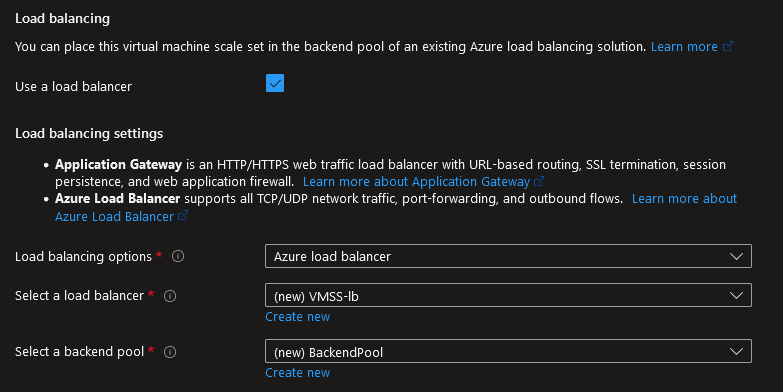 Load balancing
You can place this virtual machine scale set in the backend pool of an existing Azure load balancing solution. Learn more
Use a load balancer
Load balancing settings
• Application Gateway is an HTTP/HTTPS web traffic load balancer with URL-based routing, SSL termination, session
persistence, and web application firewall. Learn more about Application Gateway
• Azure Load Balancer supports all TCP/UDP network traffic, port-forwarding, and outbound flows. Learn more about
Azure Load Balancer
Load balancing options * Azure load balancer
Select a load balancer * (new) VMSS-lb
Create new
Select a backend pool * (new) BackendPool
Create new